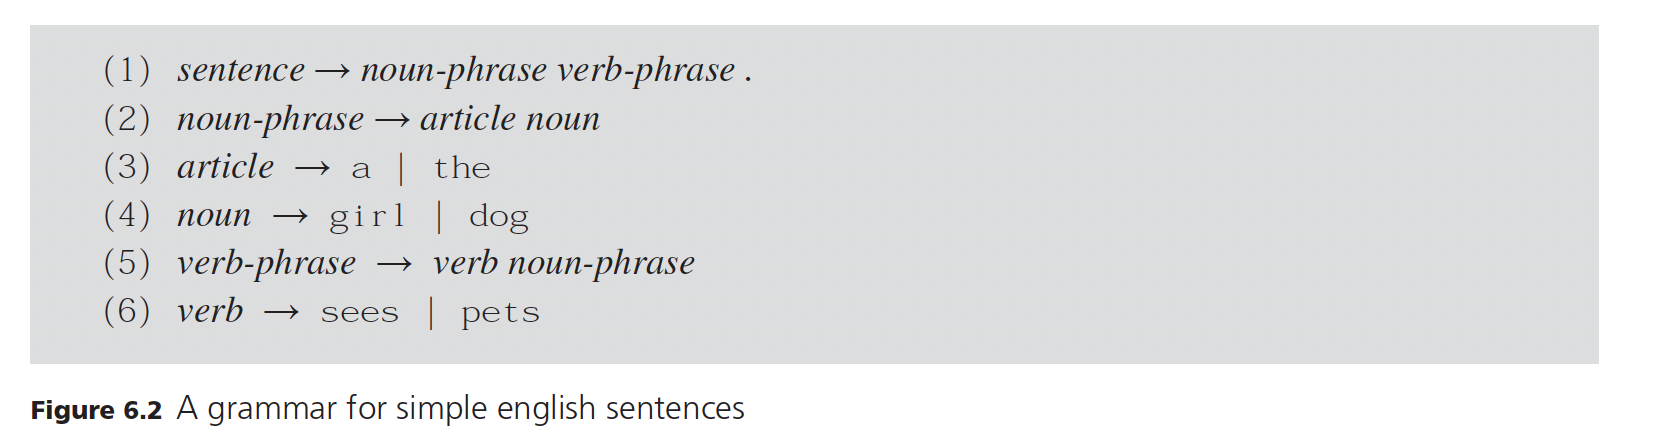 (1) sentence → noun-phrase verb-phrase .
(2) noun-phrase → article noun
(3) article → a | the
(4) noun → girl | dog
(5) verb-phrase → verb noun-phrase
(6) verb → sees | pets
Figure 6.2 A grammar for simple english sentences